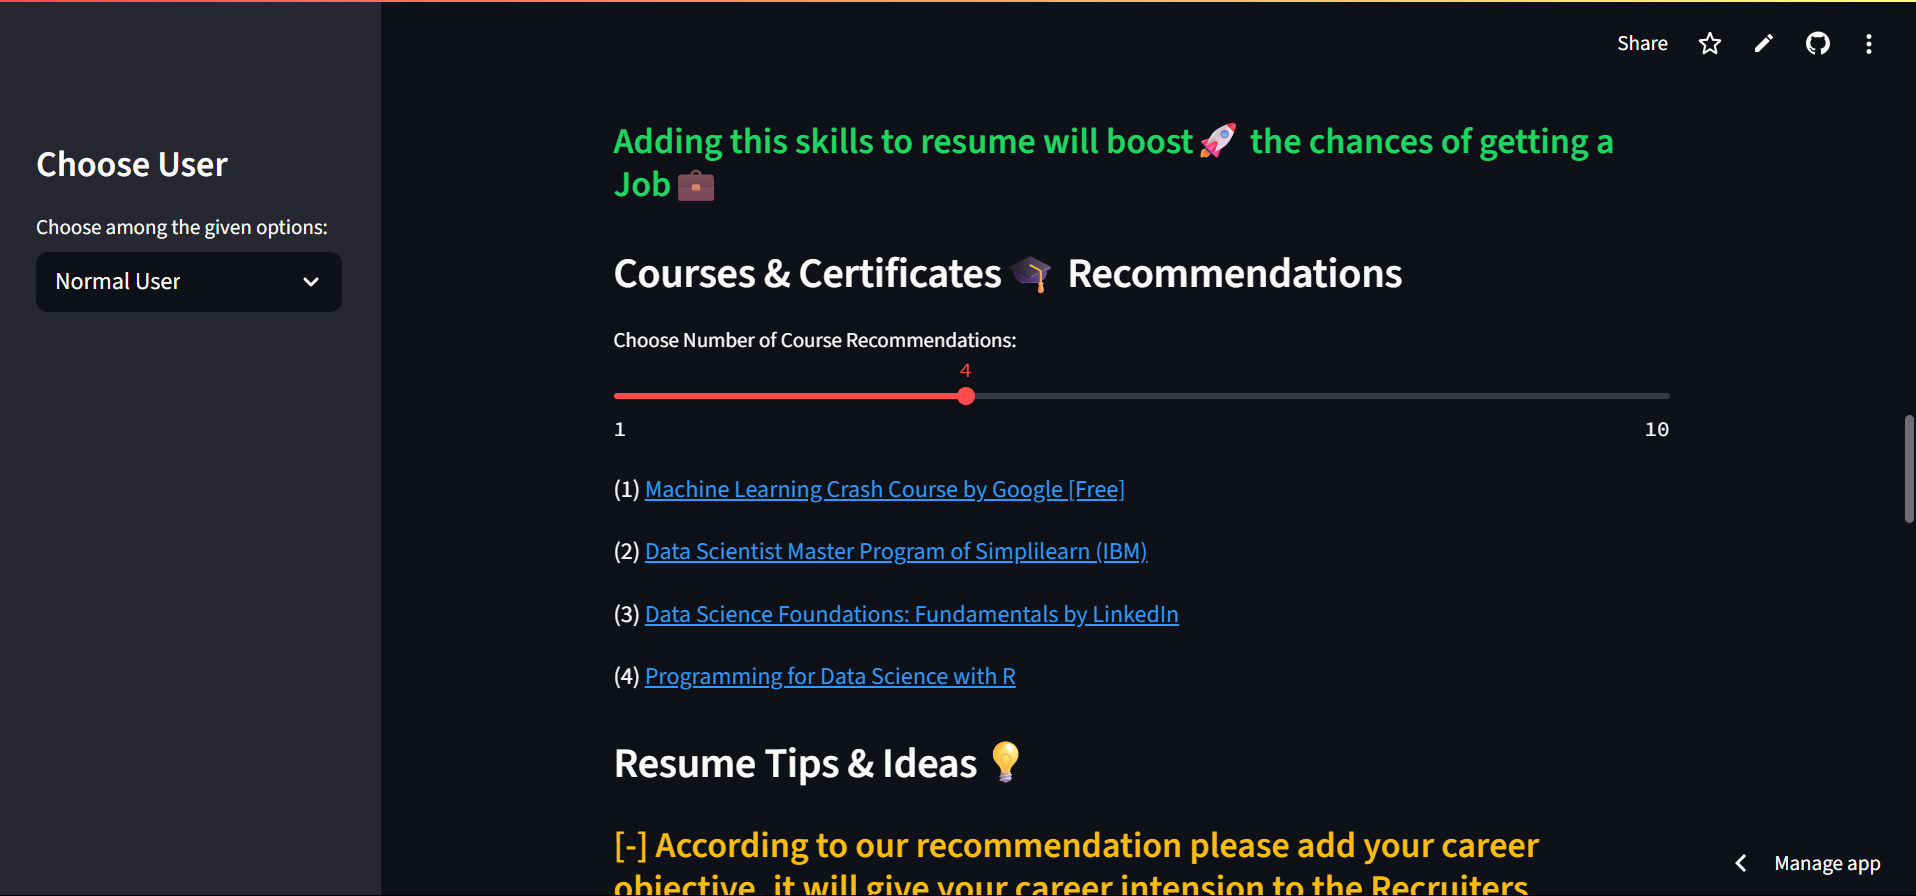 Share
Choose User
Choose among the given options:
Normal User
Adding this skills to resume will boost🚀 the chances of getting a
Job💼
Courses & Certificates🎓 Recommendations
Choose Number of Course Recommendations:
4
1
10
(1) Machine Learning Crash Course by Google [Free]
(2) Data Scientist Master Program of Simplilearn (IBM)
(3) Data Science Foundations: Fundamentals by LinkedIn
(4) Programming for Data Science with R
Resume Tips & Ideas💡
[-] According to our recommendation please add your career
objective, it will give your career intension to the Recruiters.
Manage app